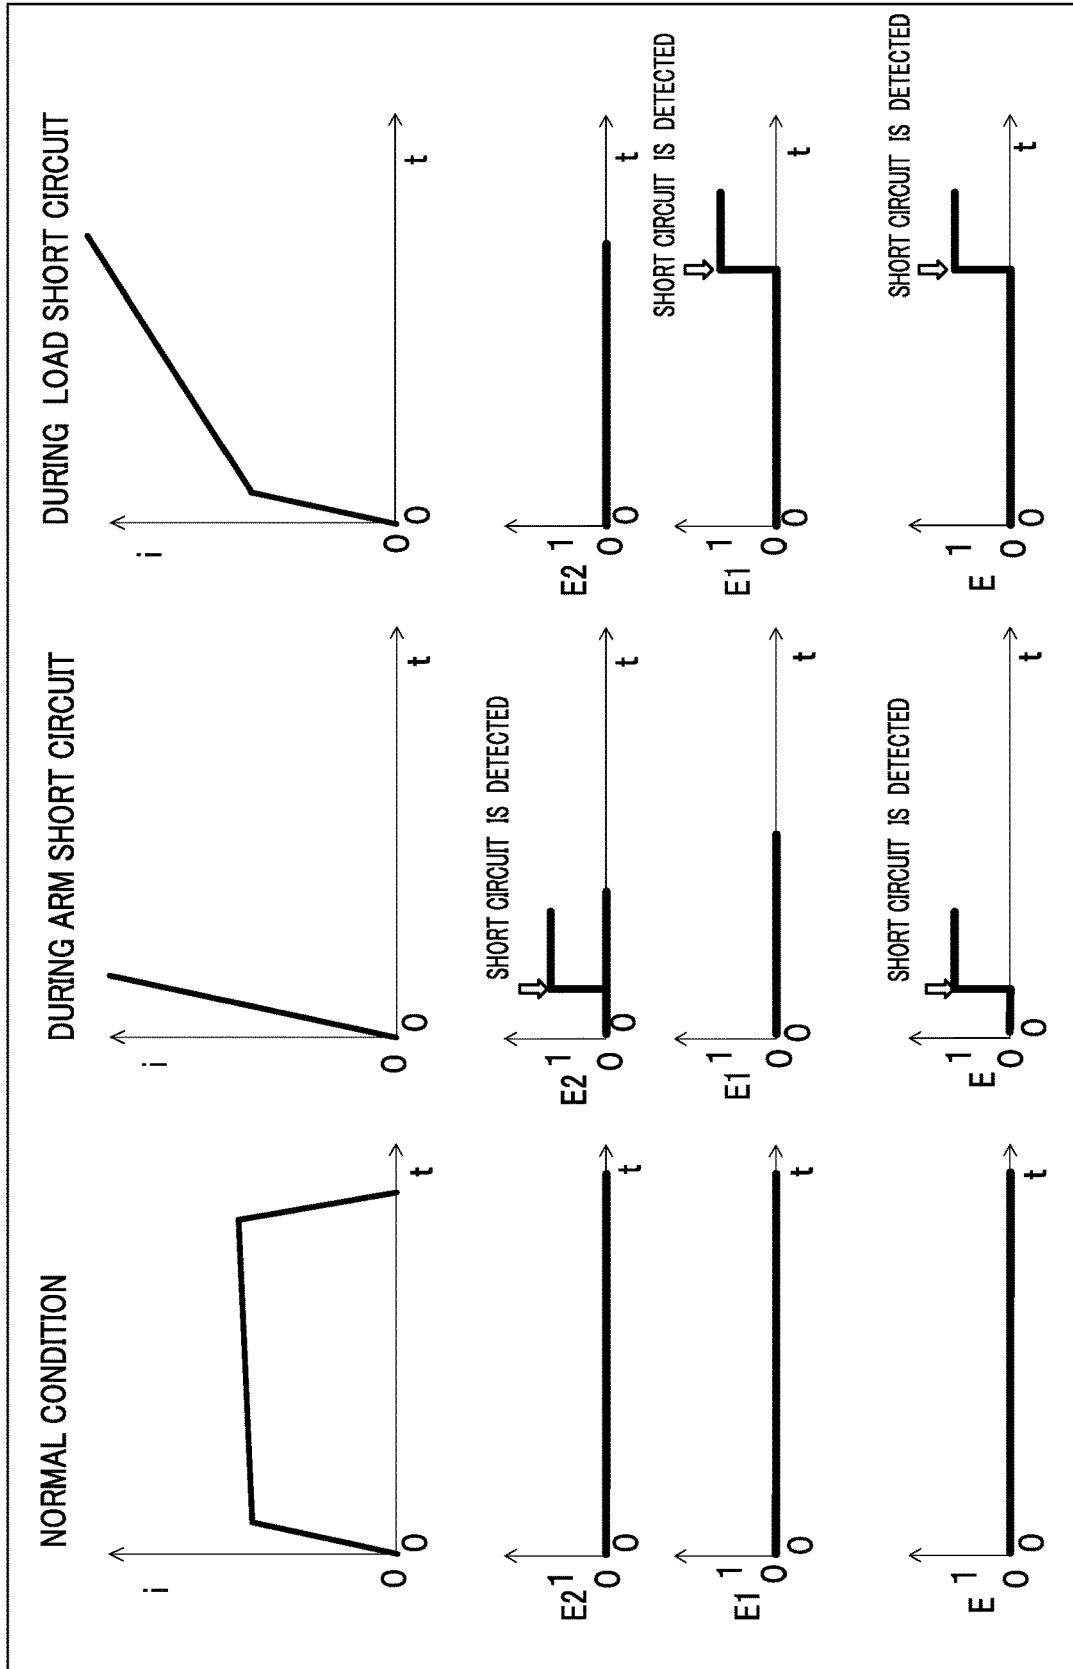 NORMAL CONDITION
i
0
0
t
E2
1
0
0
t
E1
1
0
0
t
E
1
0
0
t
DURING ARM SHORT CIRCUIT
i
0
0
t
SHORT CIRCUIT IS DETECTED
E2
1
0
0
t
E1
1
0
0
t
SHORT CIRCUIT IS DETECTED
E
1
0
0
t
DURING LOAD SHORT CIRCUIT
i
0
0
t
E2
1
0
0
t
SHORT CIRCUIT IS DETECTED
E1
1
0
0
t
SHORT CIRCUIT IS DETECTED
E
1
0
0
t